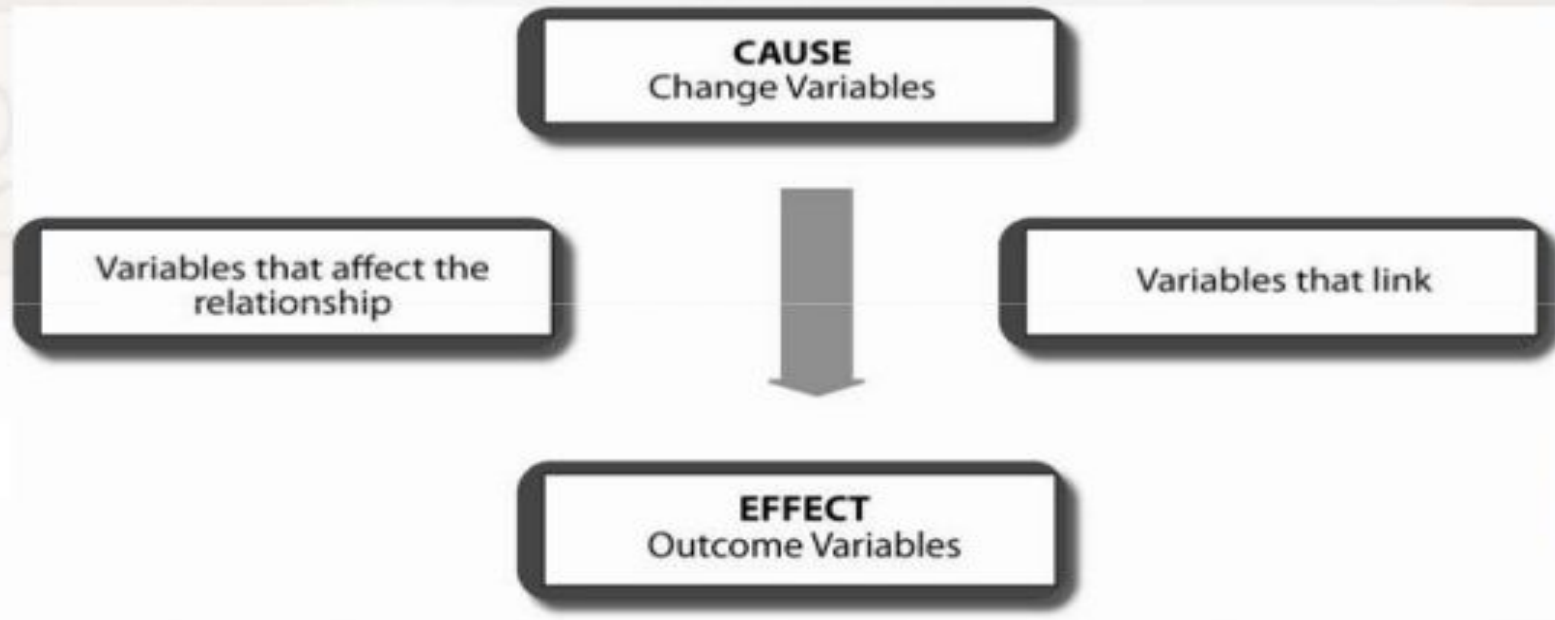 CAUSE
Change Variables
Variables that affect the
relationship
Variables that link
EFFECT
Outcome Variables